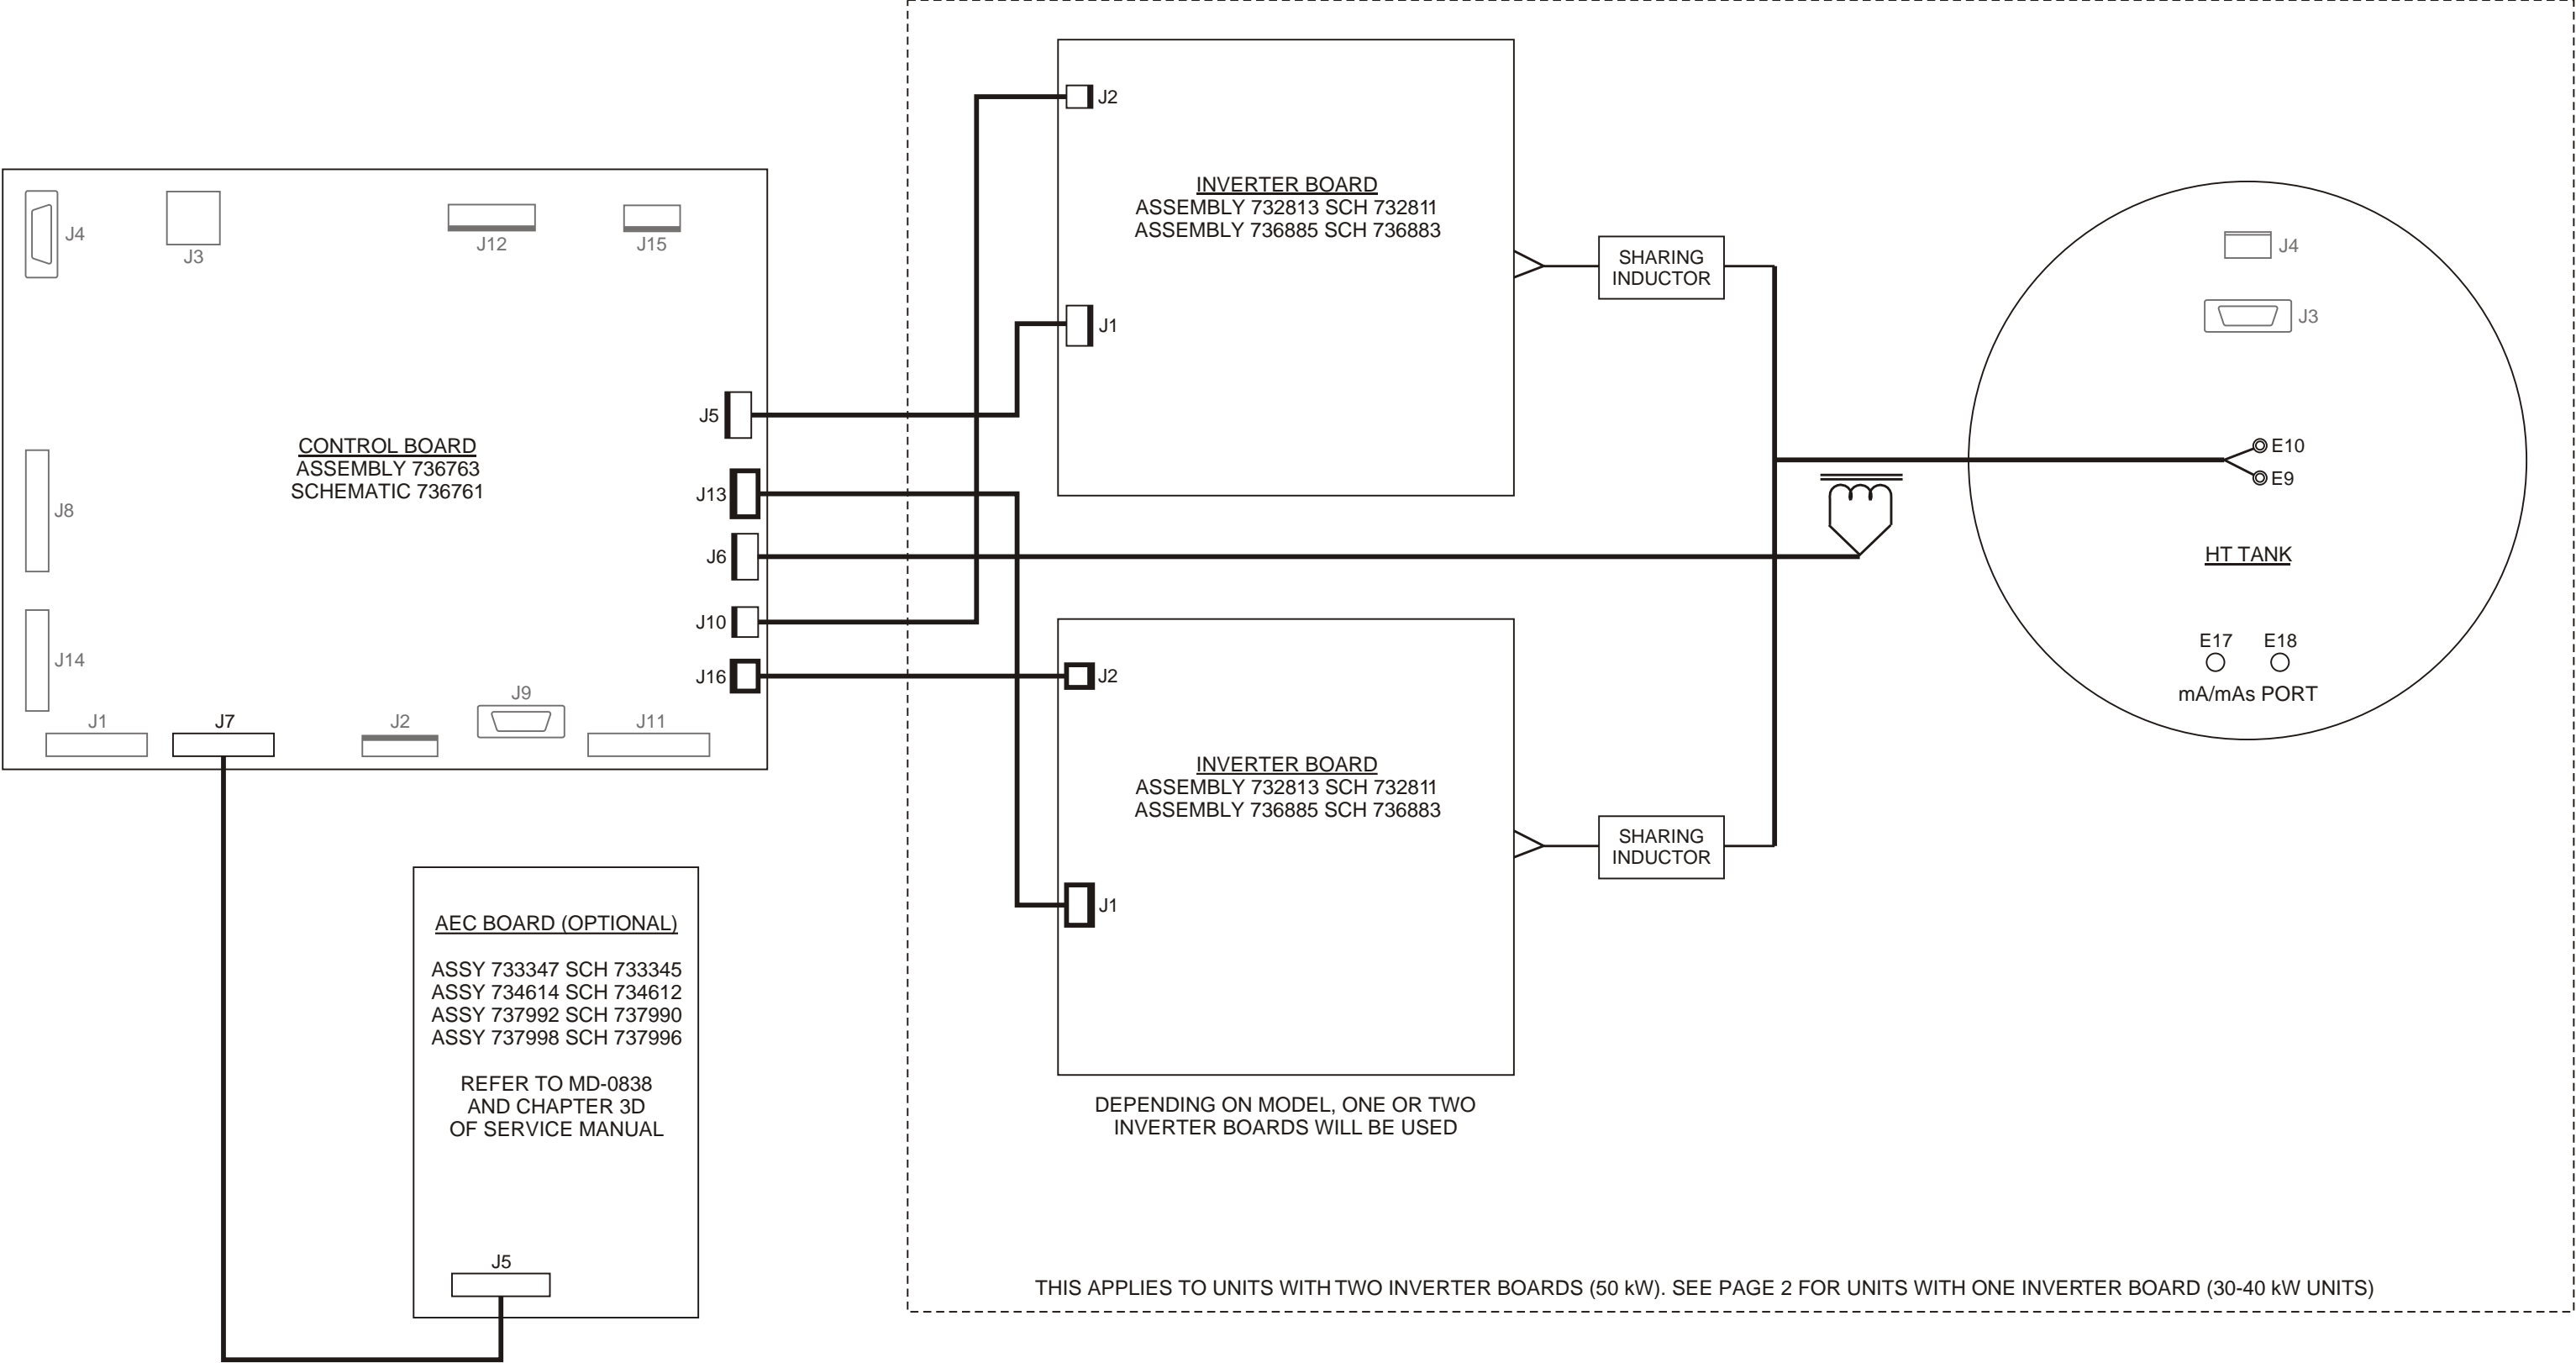 J4
J3
J12
J15
J5
CONTROL BOARD
ASSEMBLY 736763
SCHEMATIC 736761
J13
J8
J6
J10
J14
J16
J9
J1
J7
J2
J11
AEC BOARD (OPTIONAL)
ASSY 733347 SCH 733345
ASSY 734614 SCH 734612
ASSY 737992 SCH 737990
ASSY 737998 SCH 737996
REFER TO MD-0838
AND CHAPTER 3D
OF SERVICE MANUAL
J5
J2
INVERTER BOARD
ASSEMBLY 732813 SCH 732811
ASSEMBLY 736885 SCH 736883
J1
SHARING
INDUCTOR
J2
INVERTER BOARD
ASSEMBLY 732813 SCH 732811
ASSEMBLY 736885 SCH 736883
J1
SHARING
INDUCTOR
DEPENDING ON MODEL, ONE OR TWO
INVERTER BOARDS WILL BE USED
J4
J3
E10
E9
HT TANK
E17 E18
mA/mAs PORT
THIS APPLIES TO UNITS WITH TWO INVERTER BOARDS (50 kW). SEE PAGE 2 FOR UNITS WITH ONE INVERTER BOARD (30-40 kW UNITS)